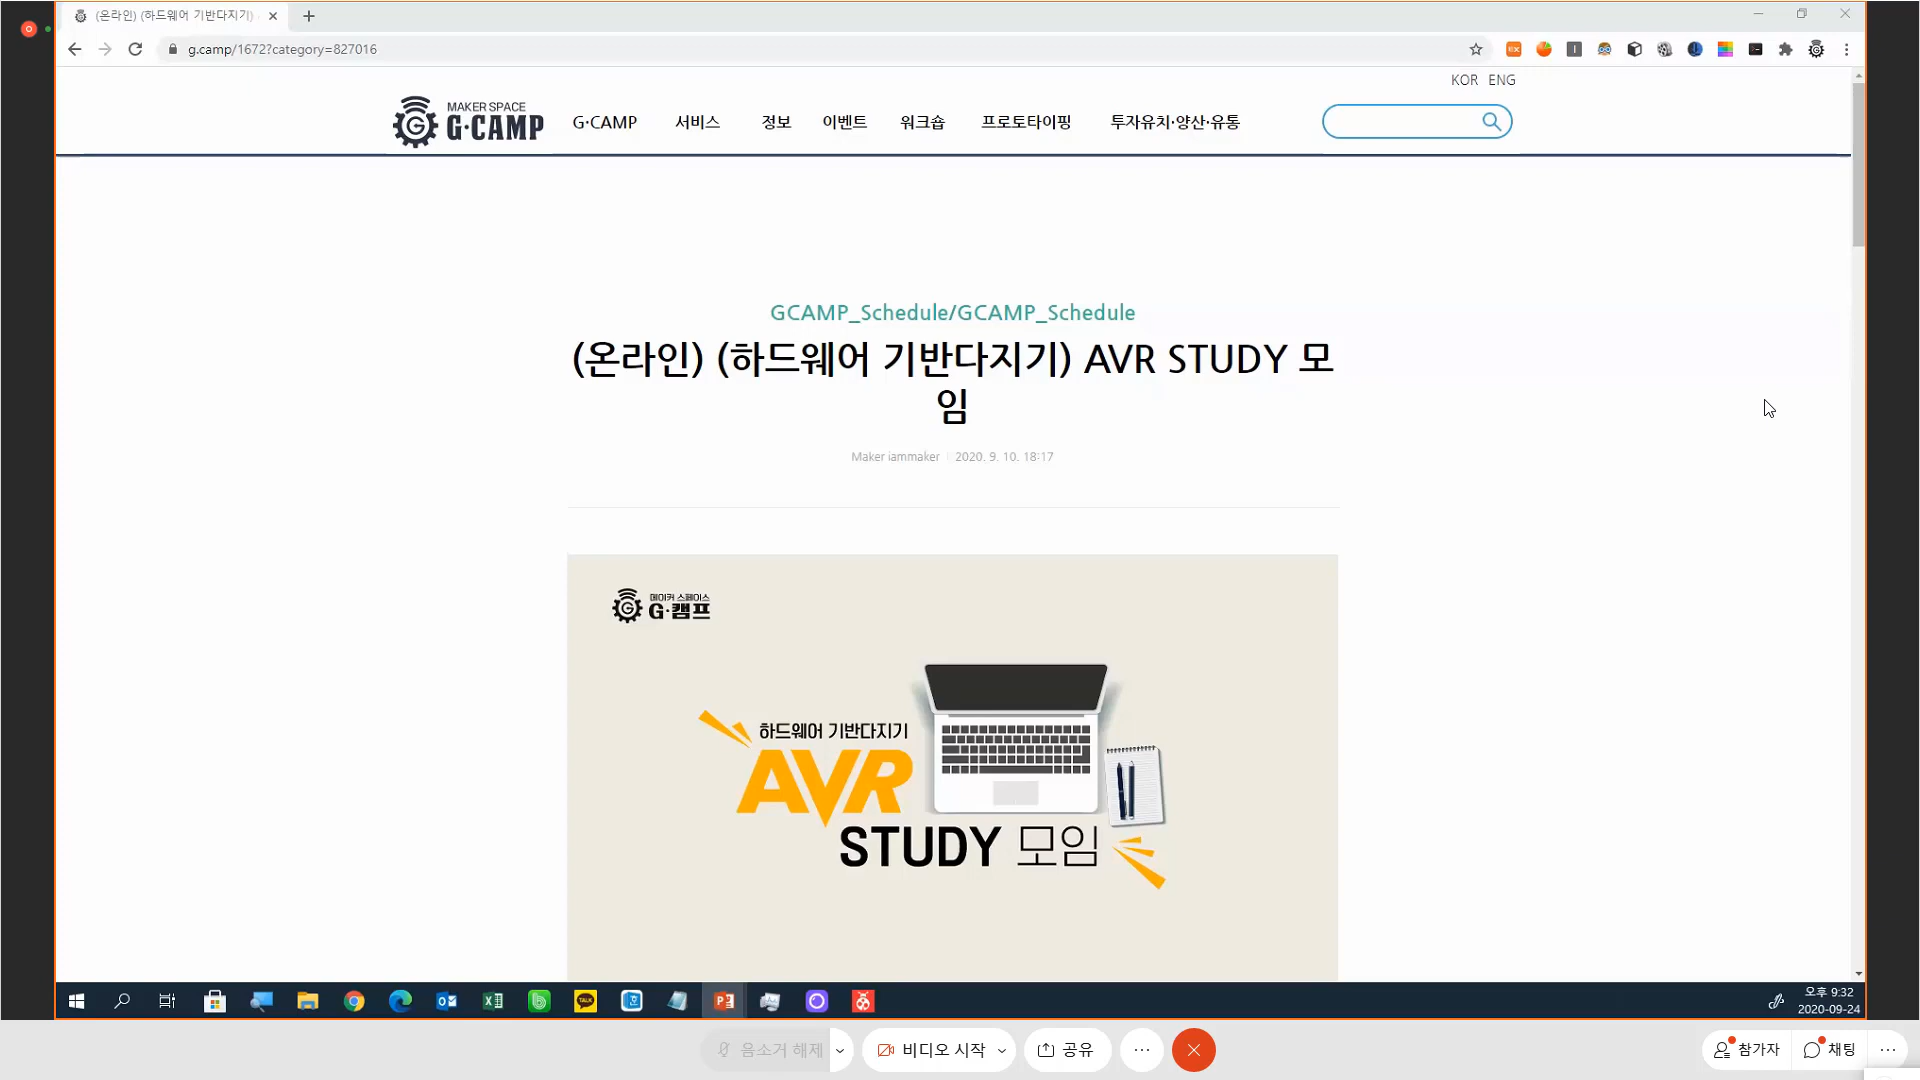 (온라인) (하드웨어 기반다지기)
g.camp/1672?category=827016
KOR ENG
MAKER SPACE
G·CAMP
G·CAMP 서비스 정보 이벤트 워크숍 프로토타이핑 투자유치·양산·유통
GCAMP_Schedule/GCAMP_Schedule
(온라인) (하드웨어 기반다지기) AVR STUDY 모
임
Maker iammaker 2020. 9. 10. 18:17
메이커 스페이스
G·캠프
하드웨어 기반다지기
AVR
STUDY 모임
오후 9:32
2020-09-24
음소거 해제 비디오 시작 공유 참가자 채팅